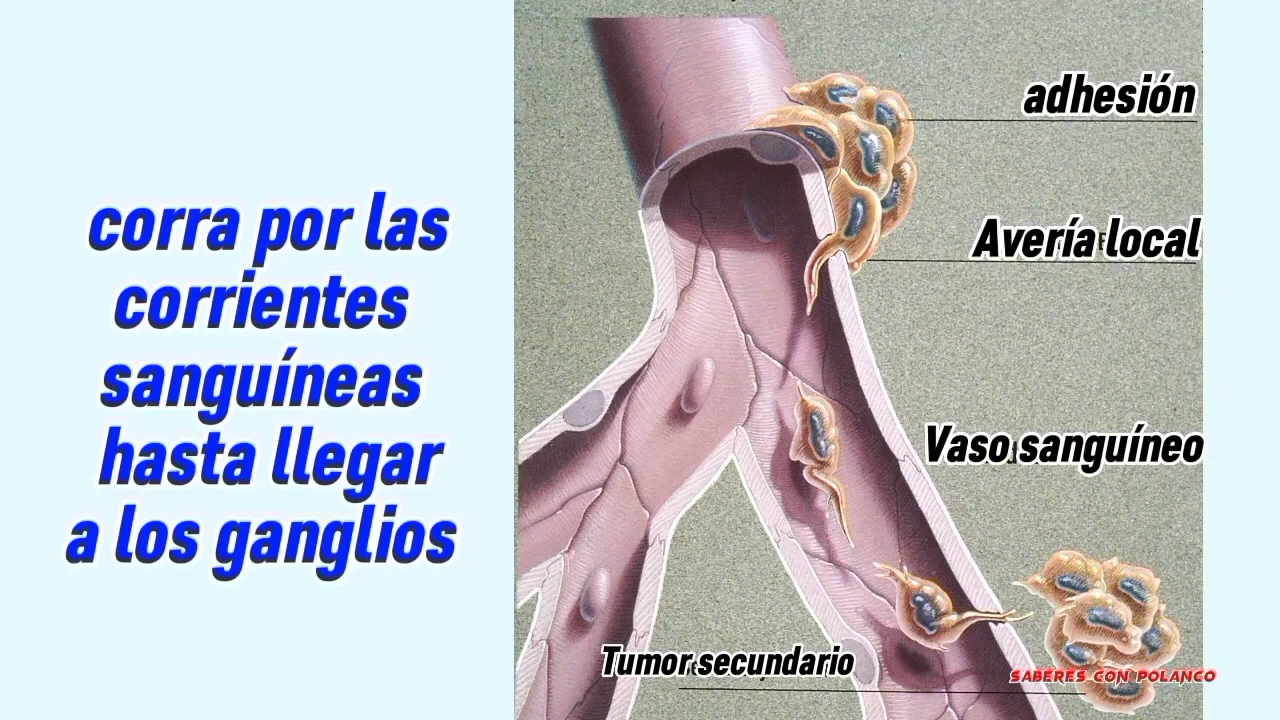 corra por las
corrientes
sanguíneas
hasta llegar
a los ganglios
adhesión
Avería local
Vaso sanguíneo
Tumor secundario
SABERES CON POLANCO